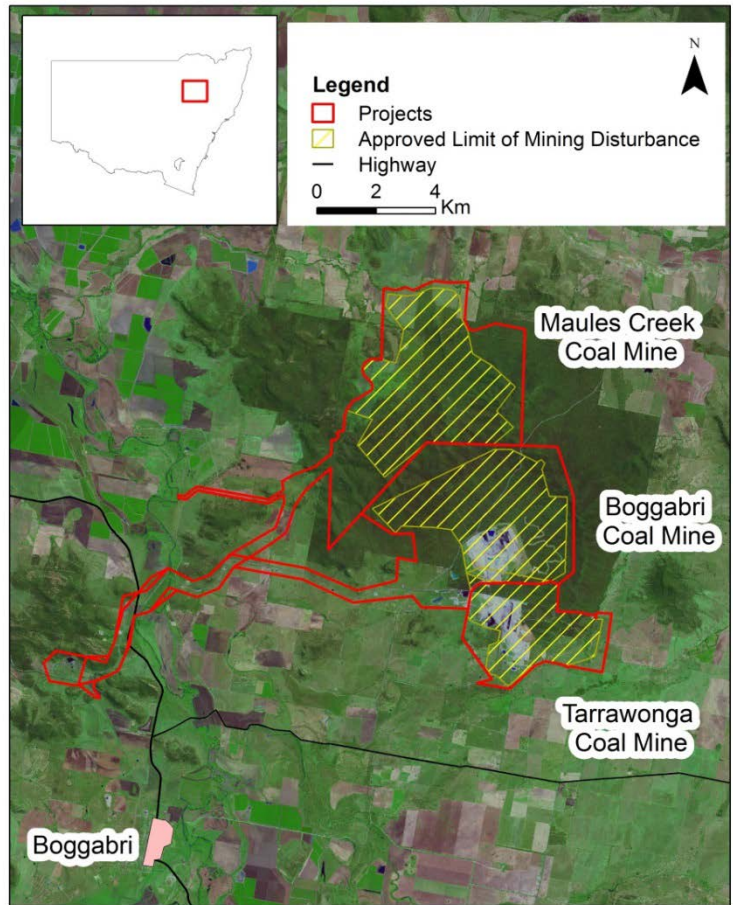 N
Legend
Projects
Approved Limit of Mining Disturbance
Highway
0 2 4
Km
Maules Creek
Coal Mine
Boggabri
Coal Mine
Tarrawonga
Coal Mine
Boggabri